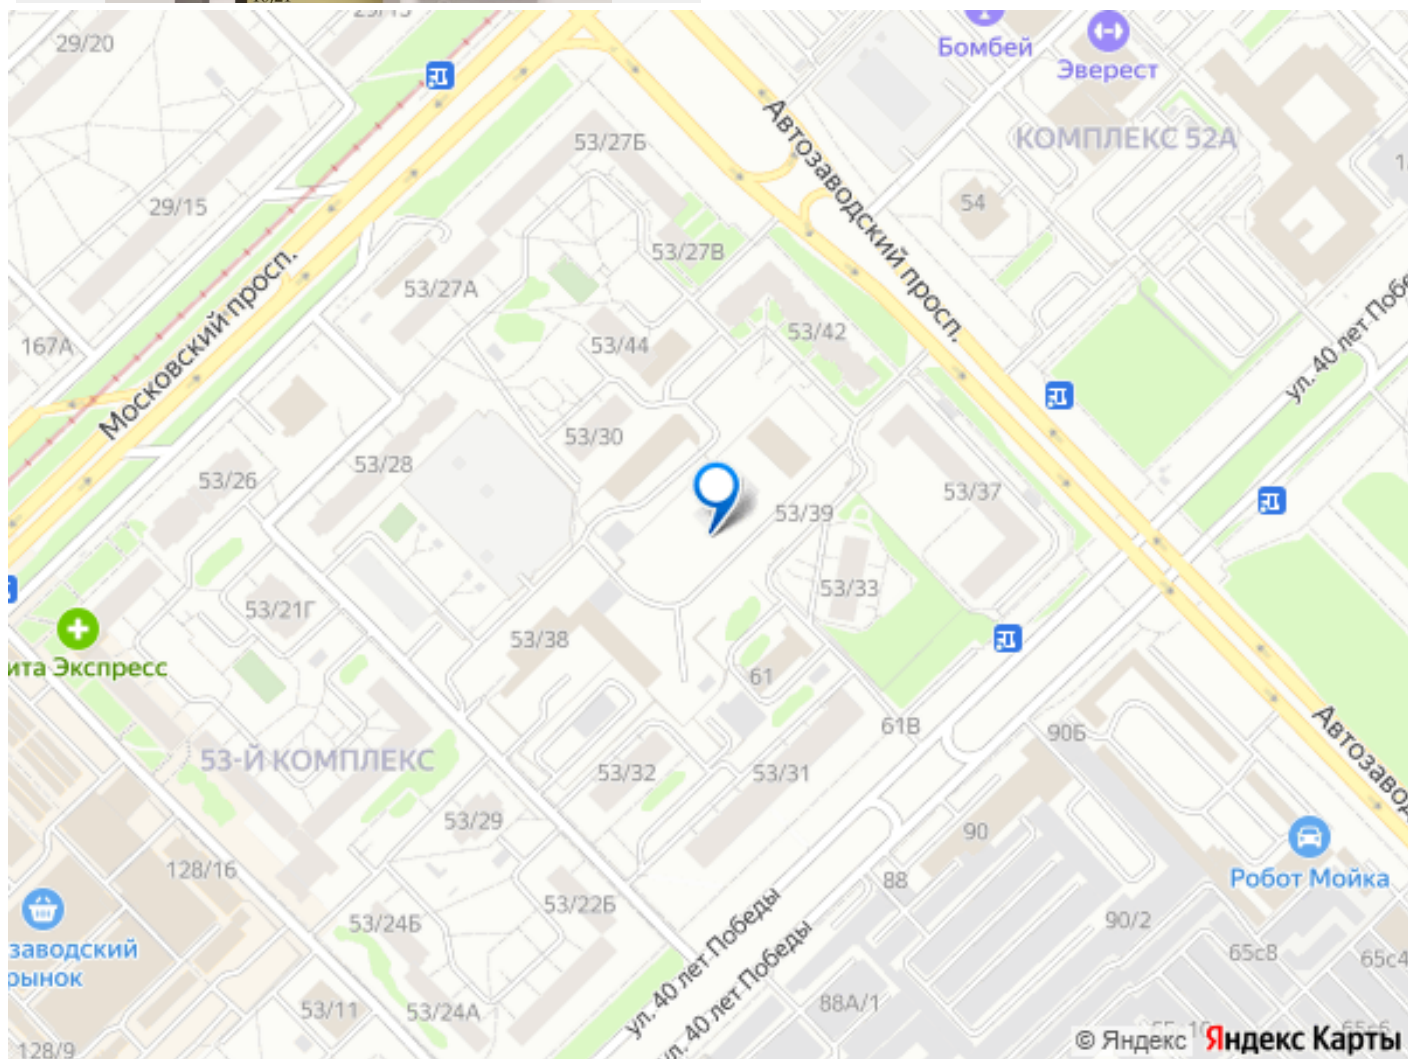 29/20
Бомбей
Эверест
Автозаводский просп.
КОМПЛЕКС 52А
53/27Б
29/15
54
53/27В
Московский просп.
53/27А
ул. 40 лет Побе
167А
53/44
53/42
53/30
53/28
53/26
53/37
53/39
53/33
53/21Г
53/38
ита Экспресс
61
61В
90Б
Автозавод
53-Й КОМПЛЕКС
53/32
53/31
53/29
90
128/16
88
Робот Мойка
53/22Б
53/24Б
90/2
заводский
рынок
65с8
65с4
ул. 40 лет Победы
ул. 40 лет Победы
53/11
53/24А
88А/1
128/9
© Яндекс
Яндекс Карты